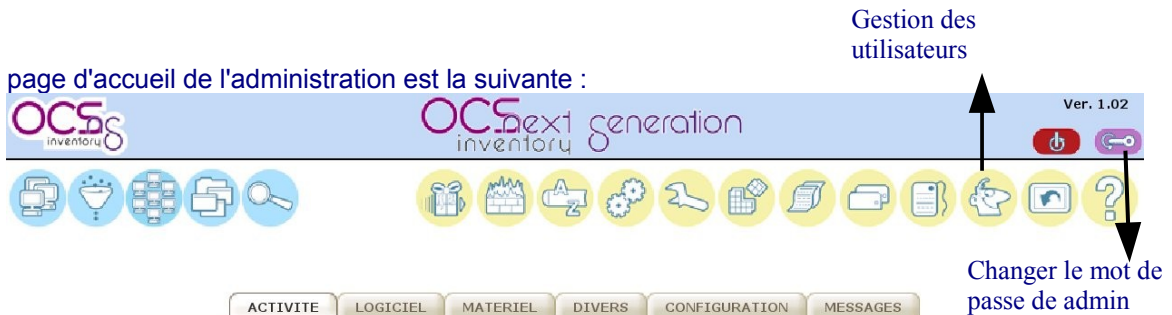 Gestion des
utilisateurs
page d'accueil de l'administration est la suivante :
OCS ng
inventory
OCS next generation
inventory
Ver. 1.02
A
Z
?
Changer le mot de
passe de admin
ACTIVITE LOGICIEL MATERIEL DIVERS CONFIGURATION MESSAGES